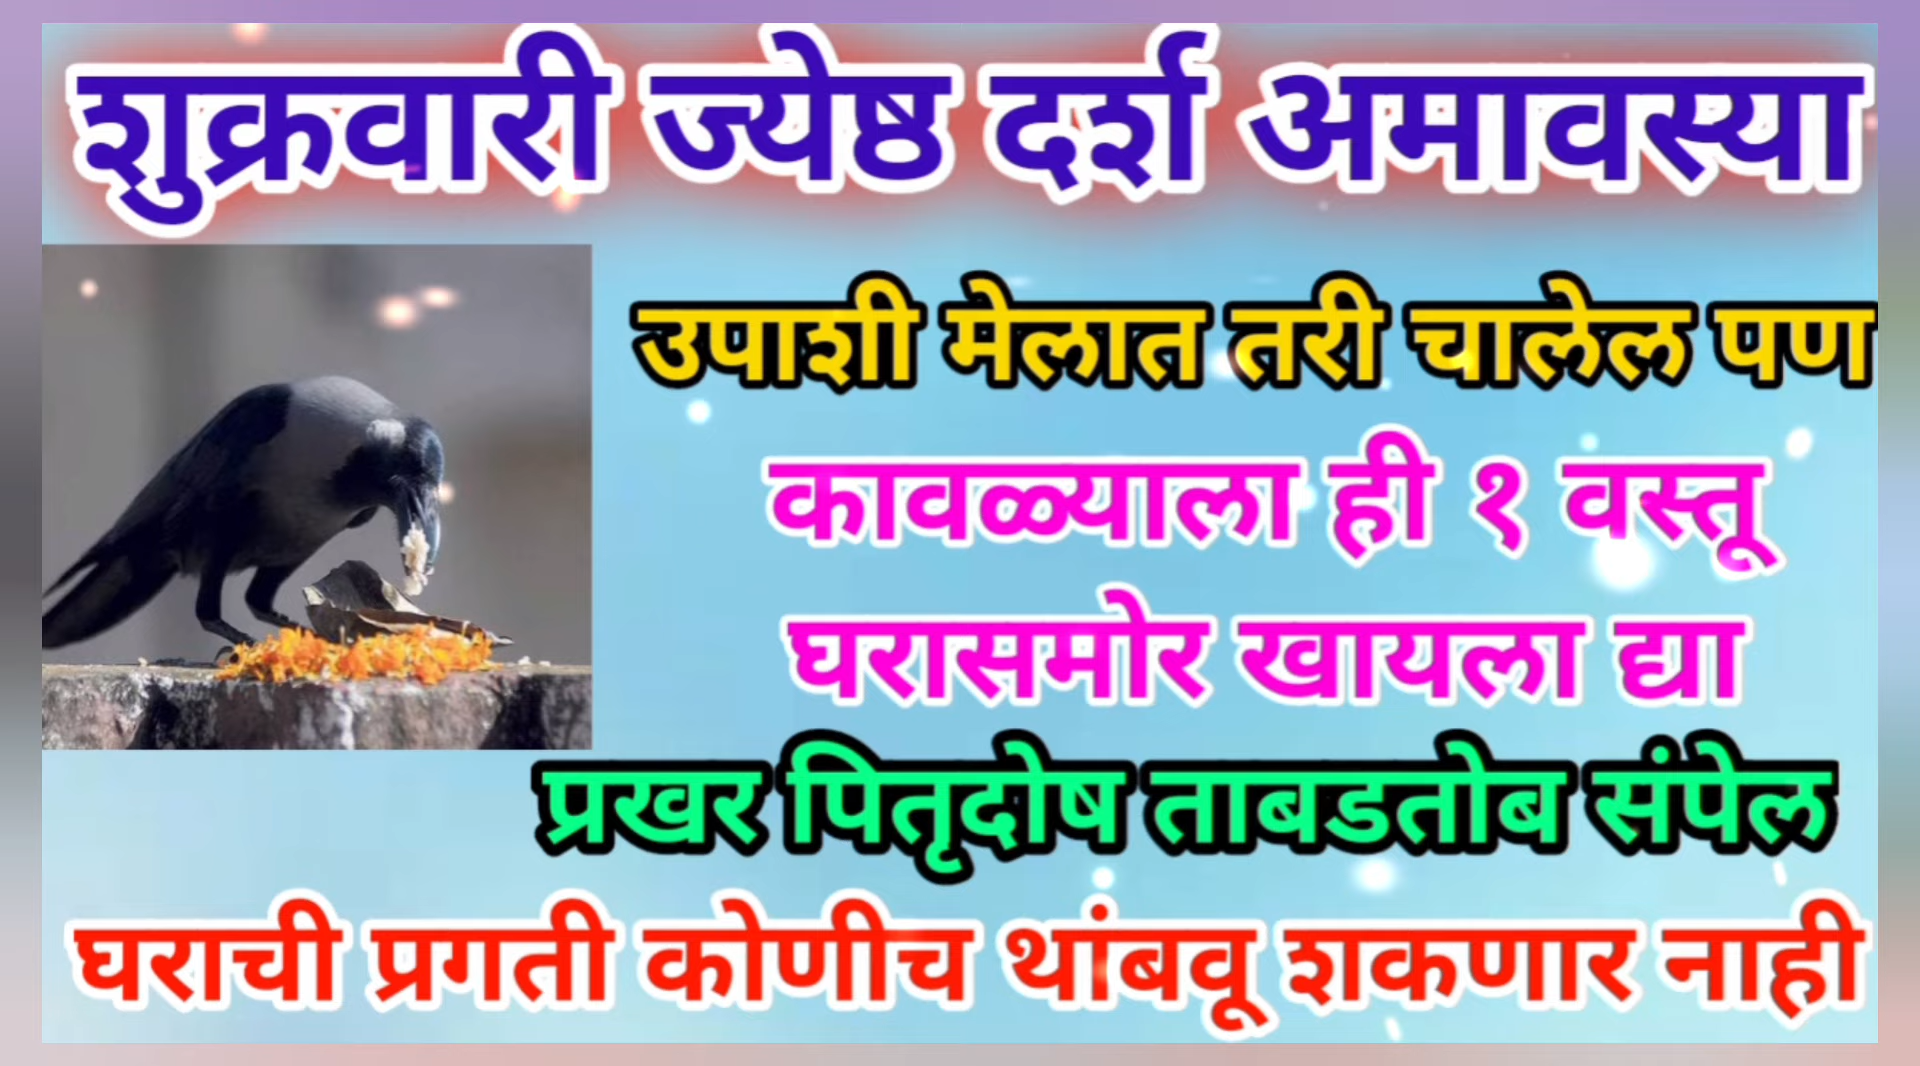 शुक्रवारी ज्येष्ठ दर्श अमावस्या
उपाशी मेलात तरी चालेल पण
कावळ्याला ही १ वस्तू
घरासमोर खायला द्या
प्रखर पितृदोष ताबडतोब संपेल
घराची प्रगती कोणीच थांबवू शकणार नाही